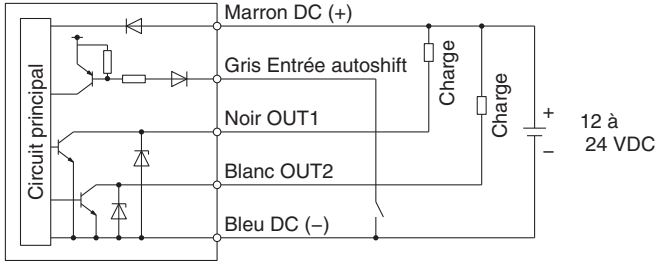 Marron DC (+)
Gris Entrée autoshift
Noir OUT1
Blanc OUT2
Bleu DC (−)
Circuit principal
Charge
Charge
+
−
12 à
24 VDC